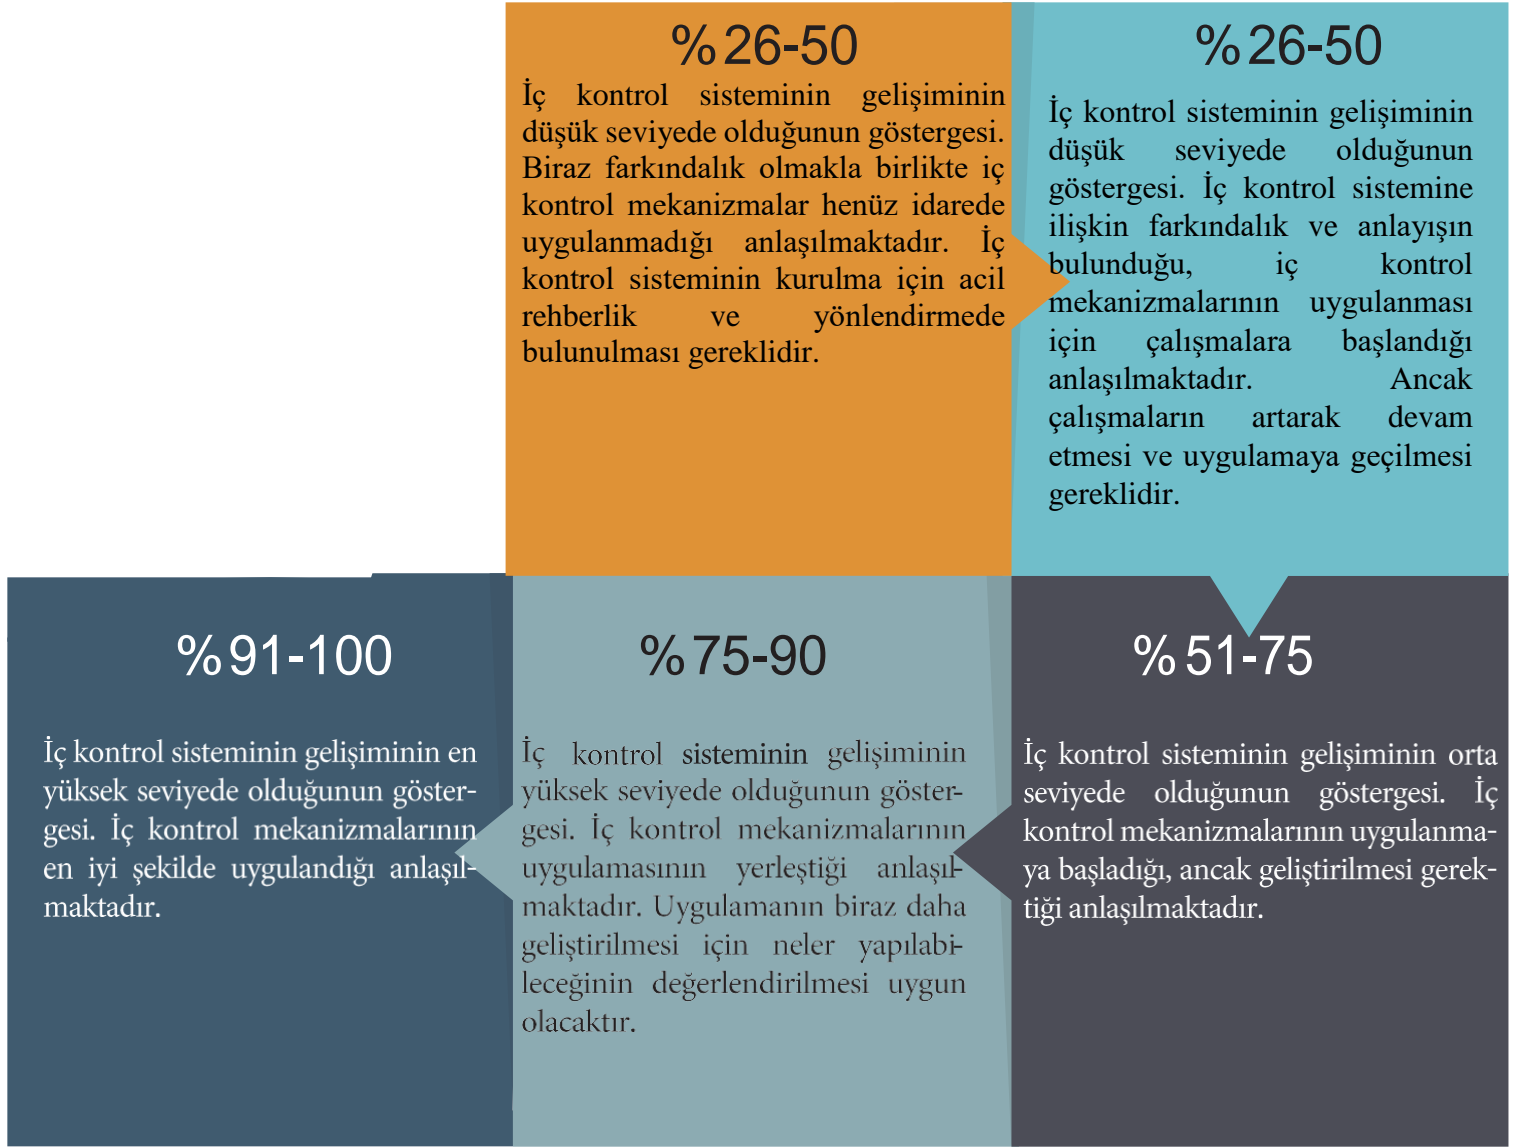 %26-50
İç kontrol sisteminin gelişiminin
düşük seviyede olduğunun göstergesi.
Biraz farkındalık olmakla birlikte iç
kontrol mekanizmalar henüz idarede
uygulanmadığı anlaşılmaktadır. İç
kontrol sisteminin kurulma için acil
rehberlik ve yönlendirmede
bulunulması gereklidir.
%26-50
İç kontrol sisteminin gelişiminin
düşük seviyede olduğunun
göstergesi. İç kontrol sistemine
ilişkin farkındalık ve anlayışın
bulunduğu, iç kontrol
mekanizmalarının uygulanması
için çalışmalara başlandığı
anlaşılmaktadır. Ancak
çalışmaların artarak devam
etmesi ve uygulamaya geçilmesi
gereklidir.
%51-75
İç kontrol sisteminin gelişiminin orta
seviyede olduğunun göstergesi. İç
kontrol mekanizmalarının uygulanma-
ya başladığı, ancak geliştirilmesi gerek-
tiği anlaşılmaktadır.
%75-90
İç kontrol sisteminin gelişiminin
yüksek seviyede olduğunun göster-
gesi. İç kontrol mekanizmalarının
uygulamasının yerleştiği anlaşıl-
maktadır. Uygulamanın biraz daha
geliştirilmesi için neler yapılabi-
leceğinin değerlendirilmesi uygun
olacaktır.
%91-100
İç kontrol sisteminin gelişiminin en
yüksek seviyede olduğunun göster-
gesi. İç kontrol mekanizmalarının
en iyi şekilde uygulandığı anlaşıl-
maktadır.